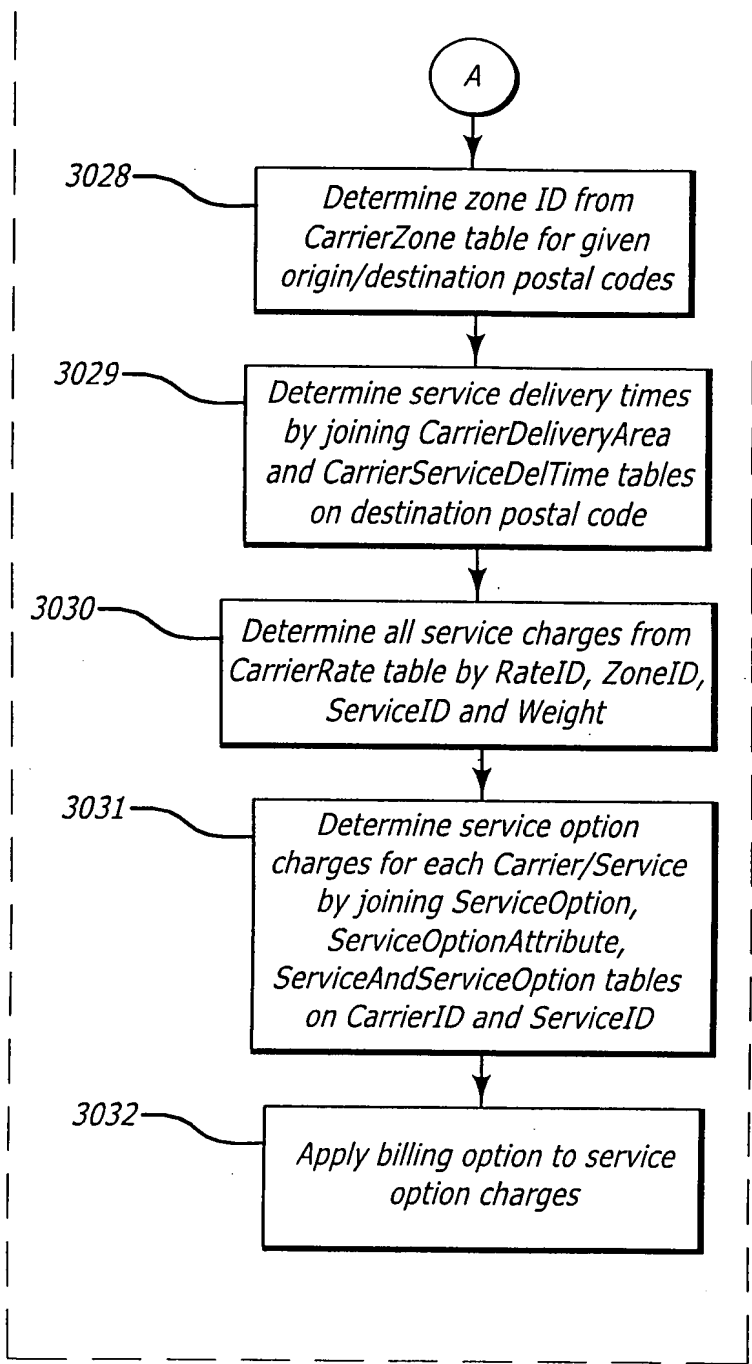 A
3028
Determine zone ID from
CarrierZone table for given
origin/destination postal codes
3029
Determine service delivery times
by joining CarrierDeliveryArea
and CarrierServiceDelTime tables
on destination postal code
3030
Determine all service charges from
CarrierRate table by RateID, ZoneID,
ServiceID and Weight
3031
Determine service option
charges for each Carrier/Service
by joining ServiceOption,
ServiceOptionAttribute,
ServiceAndServiceOption tables
on CarrierID and ServiceID
3032
Apply billing option to service
option charges